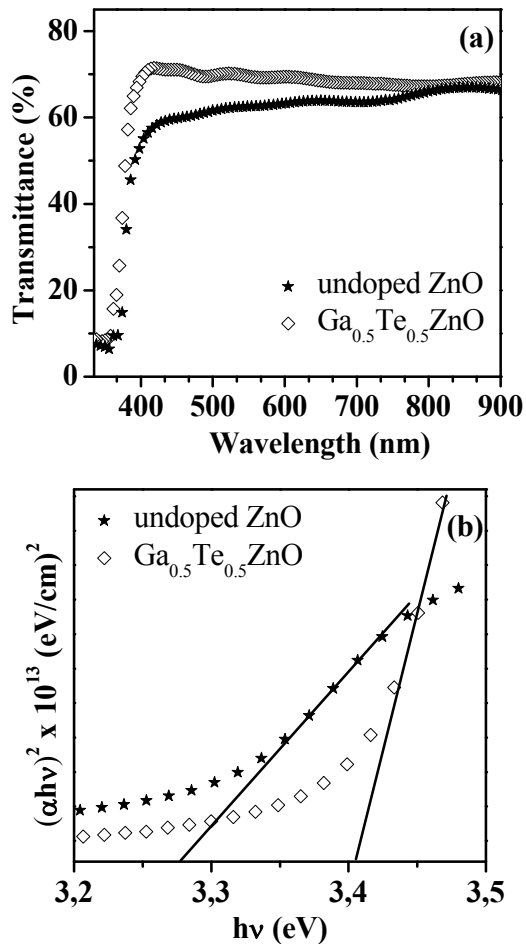 (a)
80
60
40
20
0
Transmittance (%)
undoped ZnO
Ga0.5Te0.5ZnO
400 500 600 700 800 900
Wavelength (nm)
(b)
undoped ZnO
Ga0.5Te0.5ZnO
(αhν)² x 10¹³ (eV/cm)²
3,2 3,3 3,4 3,5
hν (eV)